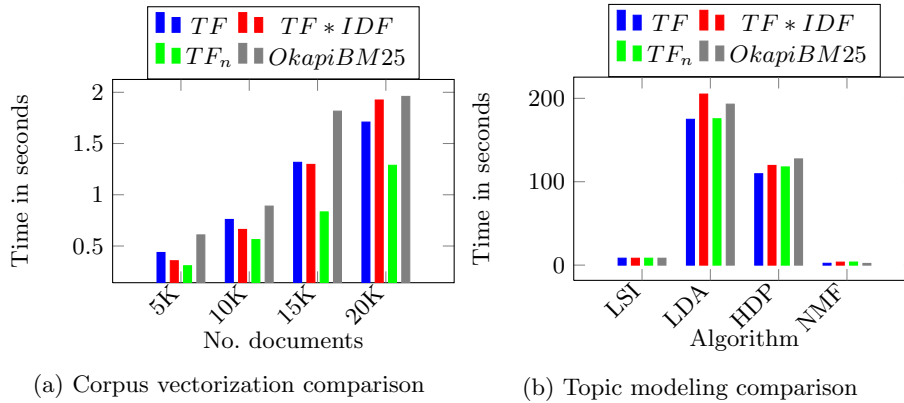 TF TF ∗ IDF
TFn OkapiBM25
2
1.5
1
0.5
Time in seconds
5K 10K 15K 20K
No. documents
(a) Corpus vectorization comparison
TF TF ∗ IDF
TFn OkapiBM25
200
100
0
Time in seconds
LSI LDA HDP NMF
Algorithm
(b) Topic modeling comparison